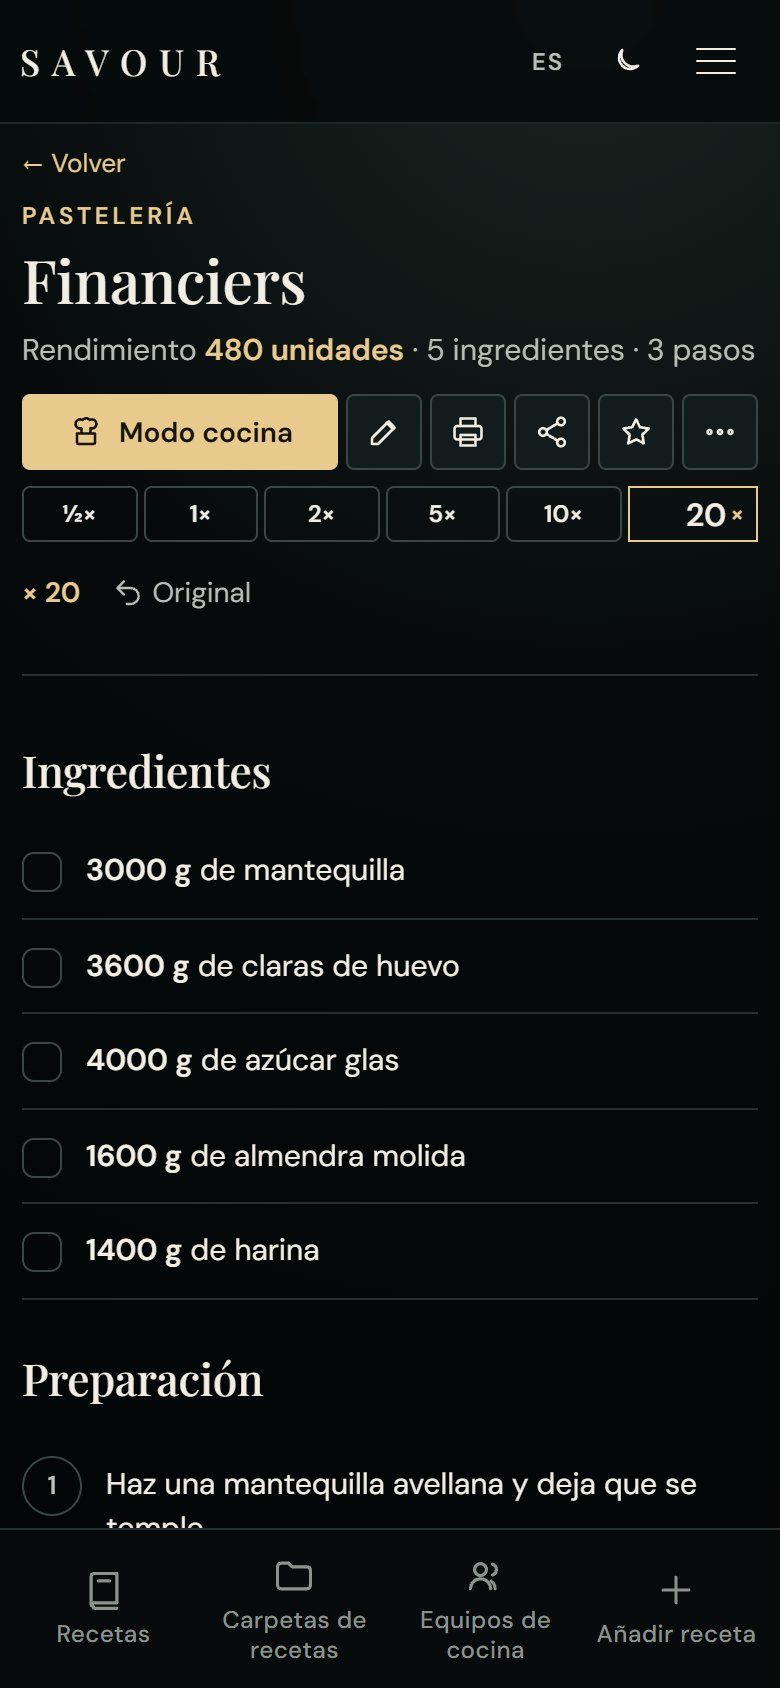 SAVOUR
ES
← Volver
PASTELERÍA
Financiers
Rendimiento 480 unidades · 5 ingredientes · 3 pasos
Modo cocina
½×
1×
2×
5×
10×
20 ×
× 20
Original
Ingredientes
3000 g de mantequilla
3600 g de claras de huevo
4000 g de azúcar glas
1600 g de almendra molida
1400 g de harina
Preparación
1
Haz una mantequilla avellana y deja que se
temple
Recetas
Carpetas de
recetas
Equipos de
cocina
Añadir receta